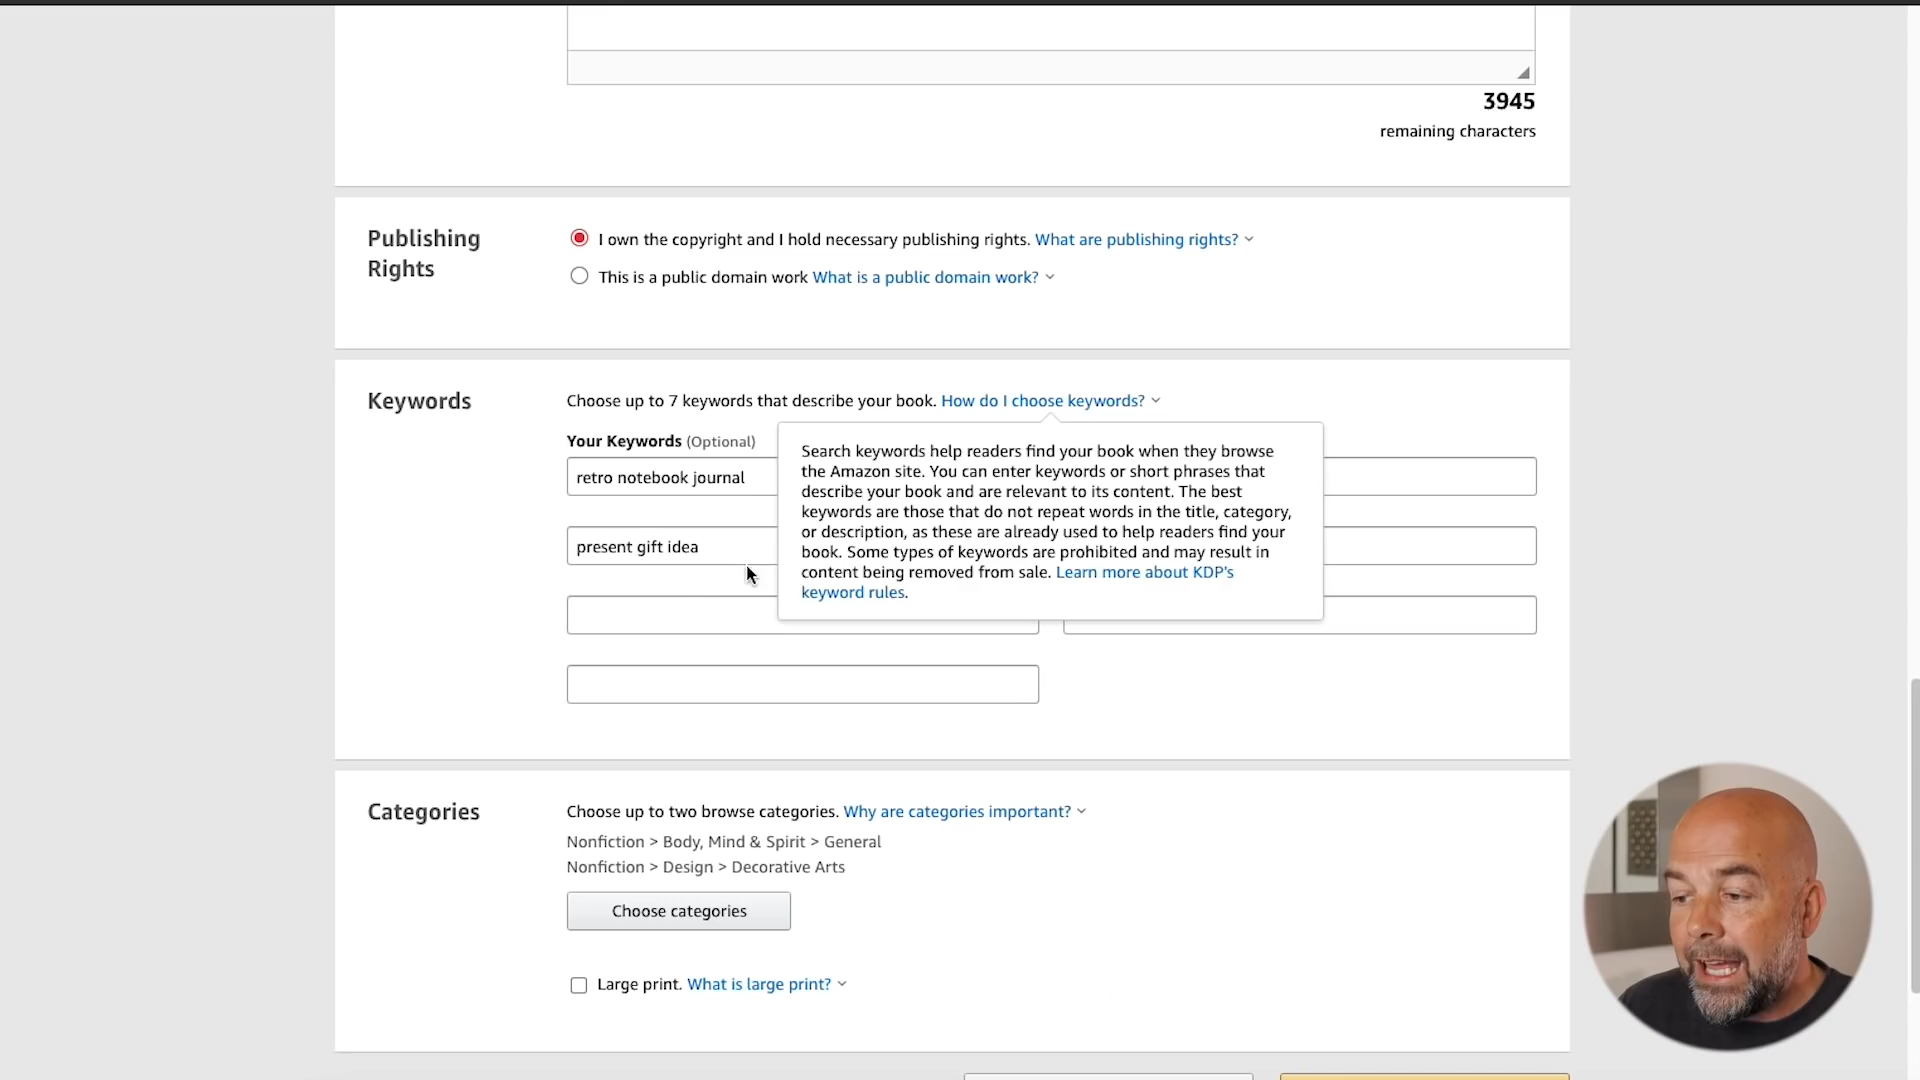 3945
remaining characters
Publishing
Rights
I own the copyright and I hold necessary publishing rights. What are publishing rights?
This is a public domain work What is a public domain work?
Keywords
Choose up to 7 keywords that describe your book. How do I choose keywords?
Your Keywords (Optional)
Search keywords help readers find your book when they browse
the Amazon site. You can enter keywords or short phrases that
describe your book and are relevant to its content. The best
keywords are those that do not repeat words in the title, category,
or description, as these are already used to help readers find your
book. Some types of keywords are prohibited and may result in
content being removed from sale. Learn more about KDP's
keyword rules.
retro notebook journal
present gift idea
Categories
Choose up to two browse categories. Why are categories important?
Nonfiction > Body, Mind & Spirit > General
Nonfiction > Design > Decorative Arts
Choose categories
Large print. What is large print?